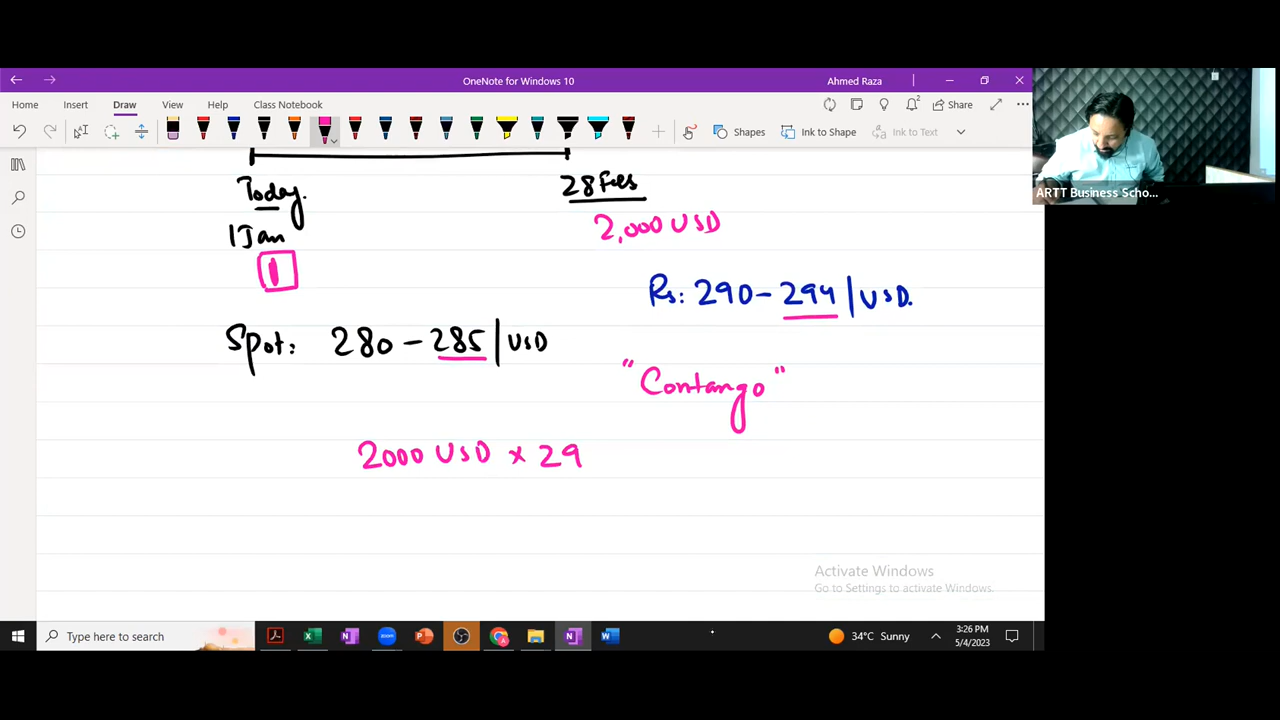 OneNote for Windows 10
Ahmed Raza
Home Insert Draw View Help Class Notebook
Share
Shapes Ink to Shape Ink to Text
ARTT Business Scho...
Today.
28 Feb
1 Jan
2,000 USD
Rs: 290 - 294 | USD.
Spot: 280 - 285 | USD
"Contango"
2000 USD x 29
Activate Windows
Go to Settings to activate Windows.
Type here to search
34°C Sunny
3:26 PM
5/4/2023